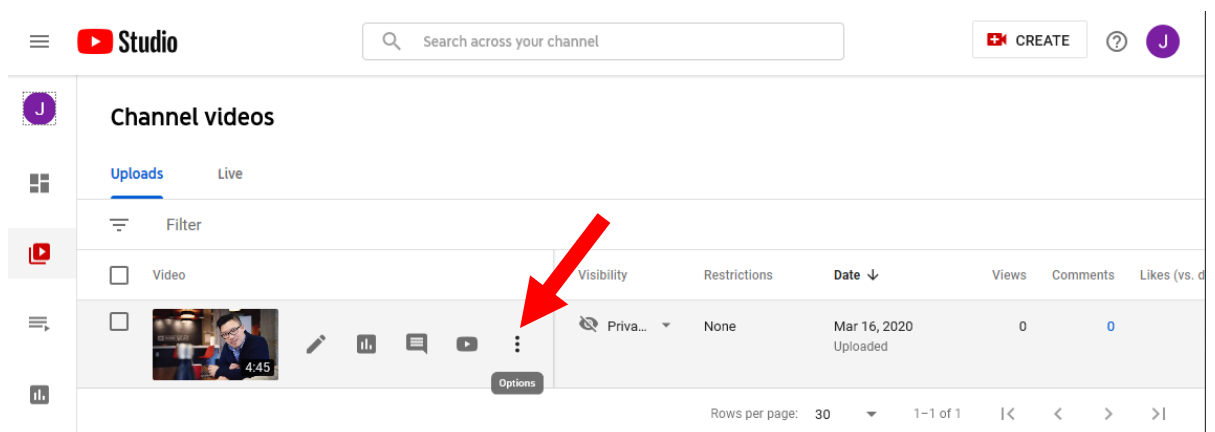 Studio
Search across your channel
CREATE
J
J
Channel videos
Uploads Live
Filter
Video Visibility Restrictions Date Views Comments Likes (vs. d
4:45 Priva... None Mar 16, 2020 0 0
Uploaded
Options
Rows per page: 30 1–1 of 1